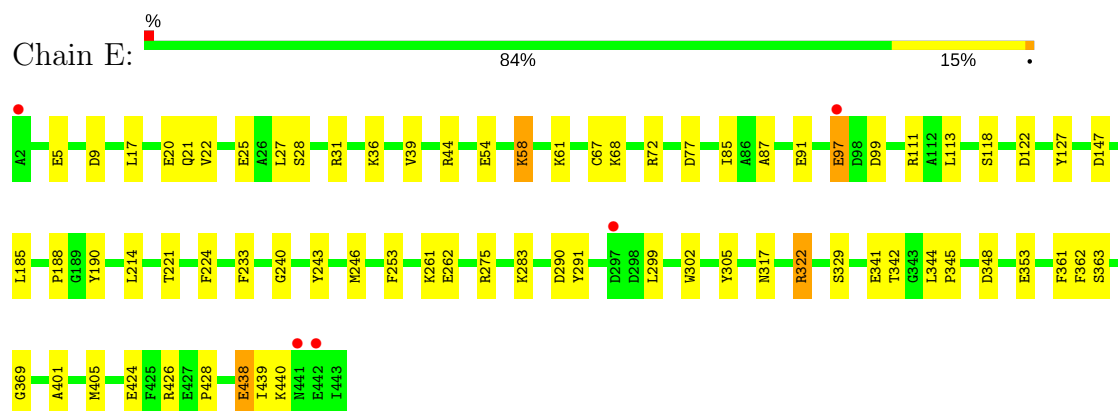 %
Chain E:
84% 15% •
A2 E5 D9 L17 E20 Q21 V22 E25 A26 L27 S28 R31 K36 V39 R44 E54 K58 K61 C67 K68 R72 D77 I85 A86 A87 E91 E97 D98 D99 R111 A112 L113 S118 D122 Y127 D147
L185 P188 G189 Y190 L214 T221 F224 F233 G240 Y243 M246 F253 K261 E262 R275 K283 D290 Y291 D297 D298 L299 W302 Y305 N317 R322 S329 E341 T342 G343 L344 P345 D348 E353 F361 F362 S363
G369 A401 M405 E424 F425 R426 E427 P428 E438 I439 K440 N441 E442 I443